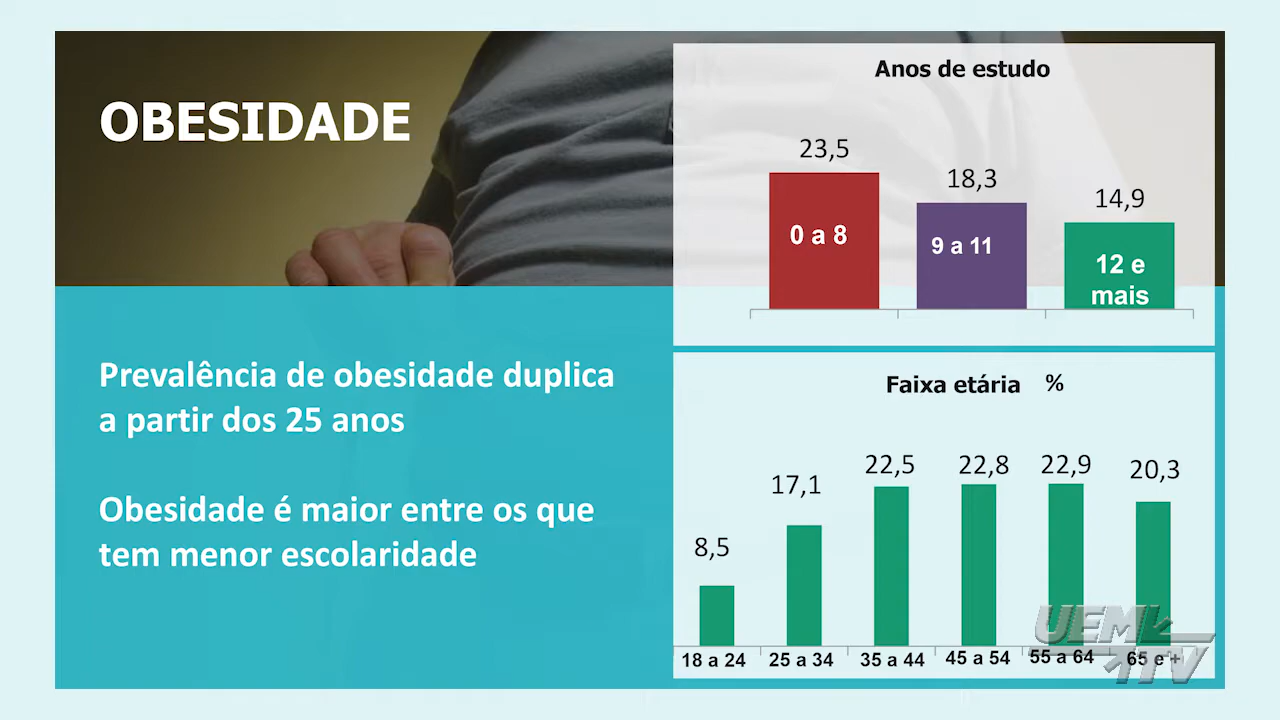 OBESIDADE
Prevalência de obesidade duplica
a partir dos 25 anos
Obesidade é maior entre os que
tem menor escolaridade
Anos de estudo
23,5
18,3
14,9
0 a 8
9 a 11
12 e
mais
Faixa etária %
8,5
17,1
22,5
22,8
22,9
20,3
18 a 24
25 a 34
35 a 44
45 a 54
55 a 64
65 e +
UEM
TV